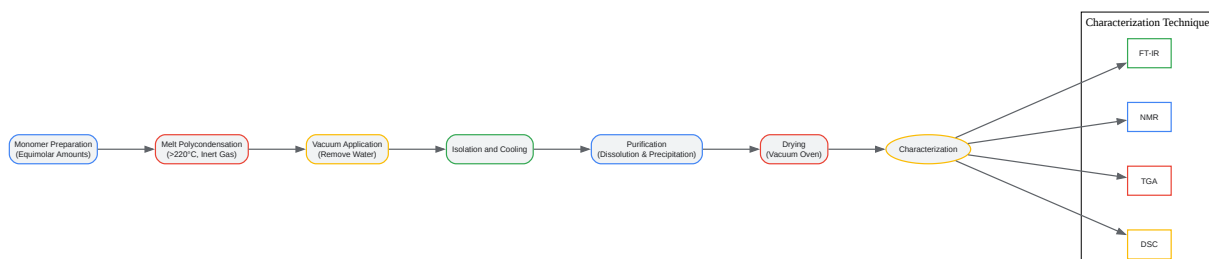 Characterization Technique
FT-IR
NMR
Monomer Preparation
(Equimolar Amounts)
Melt Polycondensation
(>220°C, Inert Gas)
Vacuum Application
(Remove Water)
Isolation and Cooling
Purification
(Dissolution & Precipitation)
Drying
(Vacuum Oven)
Characterization
TGA
DSC